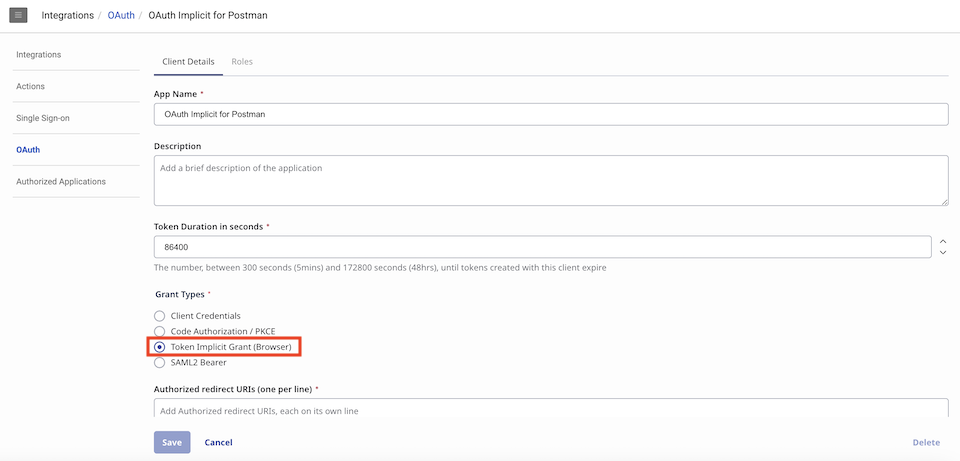 Integrations / OAuth / OAuth Implicit for Postman
Integrations
Actions
Single Sign-on
OAuth
Authorized Applications
Client Details Roles
App Name *
OAuth Implicit for Postman
Description
Add a brief description of the application
Token Duration in seconds *
86400
The number, between 300 seconds (5mins) and 172800 seconds (48hrs), until tokens created with this client expire
Grant Types *
Client Credentials
Code Authorization / PKCE
Token Implicit Grant (Browser)
SAML2 Bearer
Authorized redirect URIs (one per line) *
Add Authorized redirect URIs, each on its own line
Save Cancel Delete